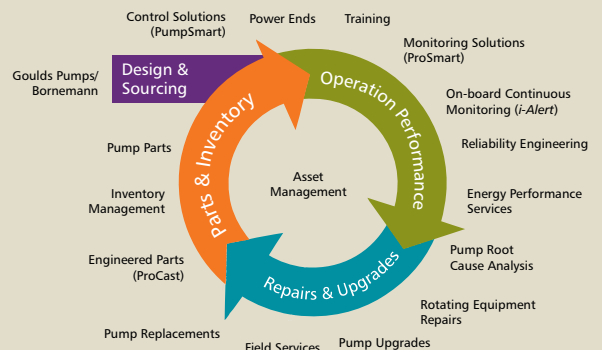 Control Solutions
(PumpSmart)
Power Ends
Training
Monitoring Solutions
(ProSmart)
Goulds Pumps/
Bornemann
Design &
Sourcing
Operation Performance
On-board Continuous
Monitoring (i-Alert)
Parts & Inventory
Pump Parts
Reliability Engineering
Asset
Management
Inventory
Management
Energy Performance
Services
Engineered Parts
(ProCast)
Pump Root
Cause Analysis
Repairs & Upgrades
Rotating Equipment
Repairs
Pump Replacements
Field Services
Pump Upgrades